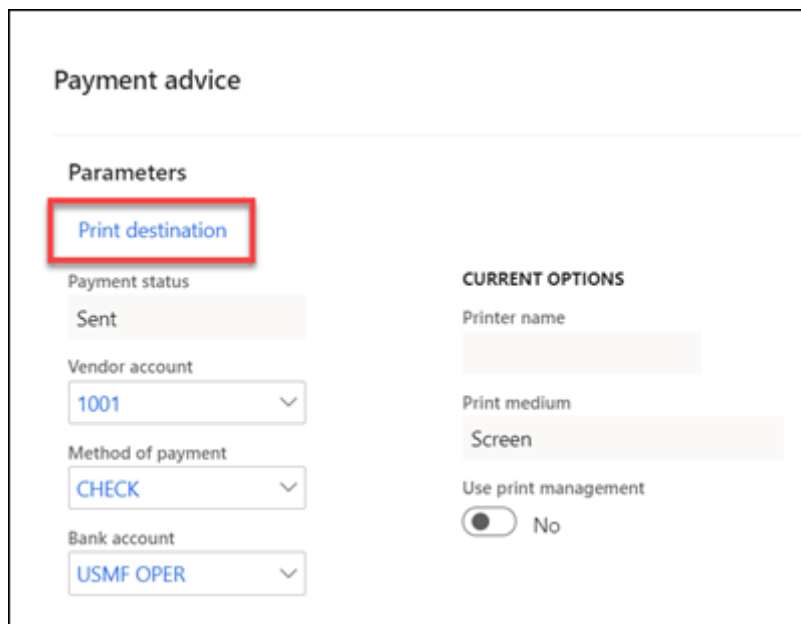 Payment advice
Parameters
Print destination
Payment status
Sent
Vendor account
1001
Method of payment
CHECK
Bank account
USMF OPER
CURRENT OPTIONS
Printer name
Print medium
Screen
Use print management
No